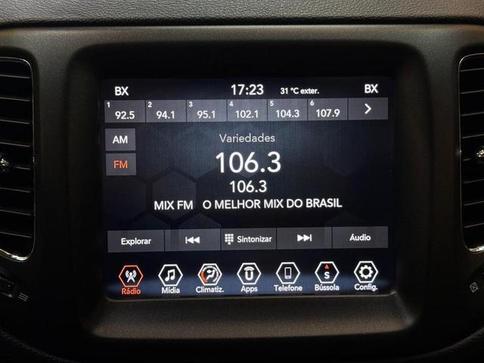 BX 17:23 31 °C exter. BX
1 92.5 2 94.1 3 95.1 4 102.1 5 104.3 6 107.9
AM
Variedades
FM
106.3
106.3
MIX FM O MELHOR MIX DO BRASIL
Explorar Sintonizar Áudio
Rádio Mídia Climatiz. Apps Telefone S Bússola Config.